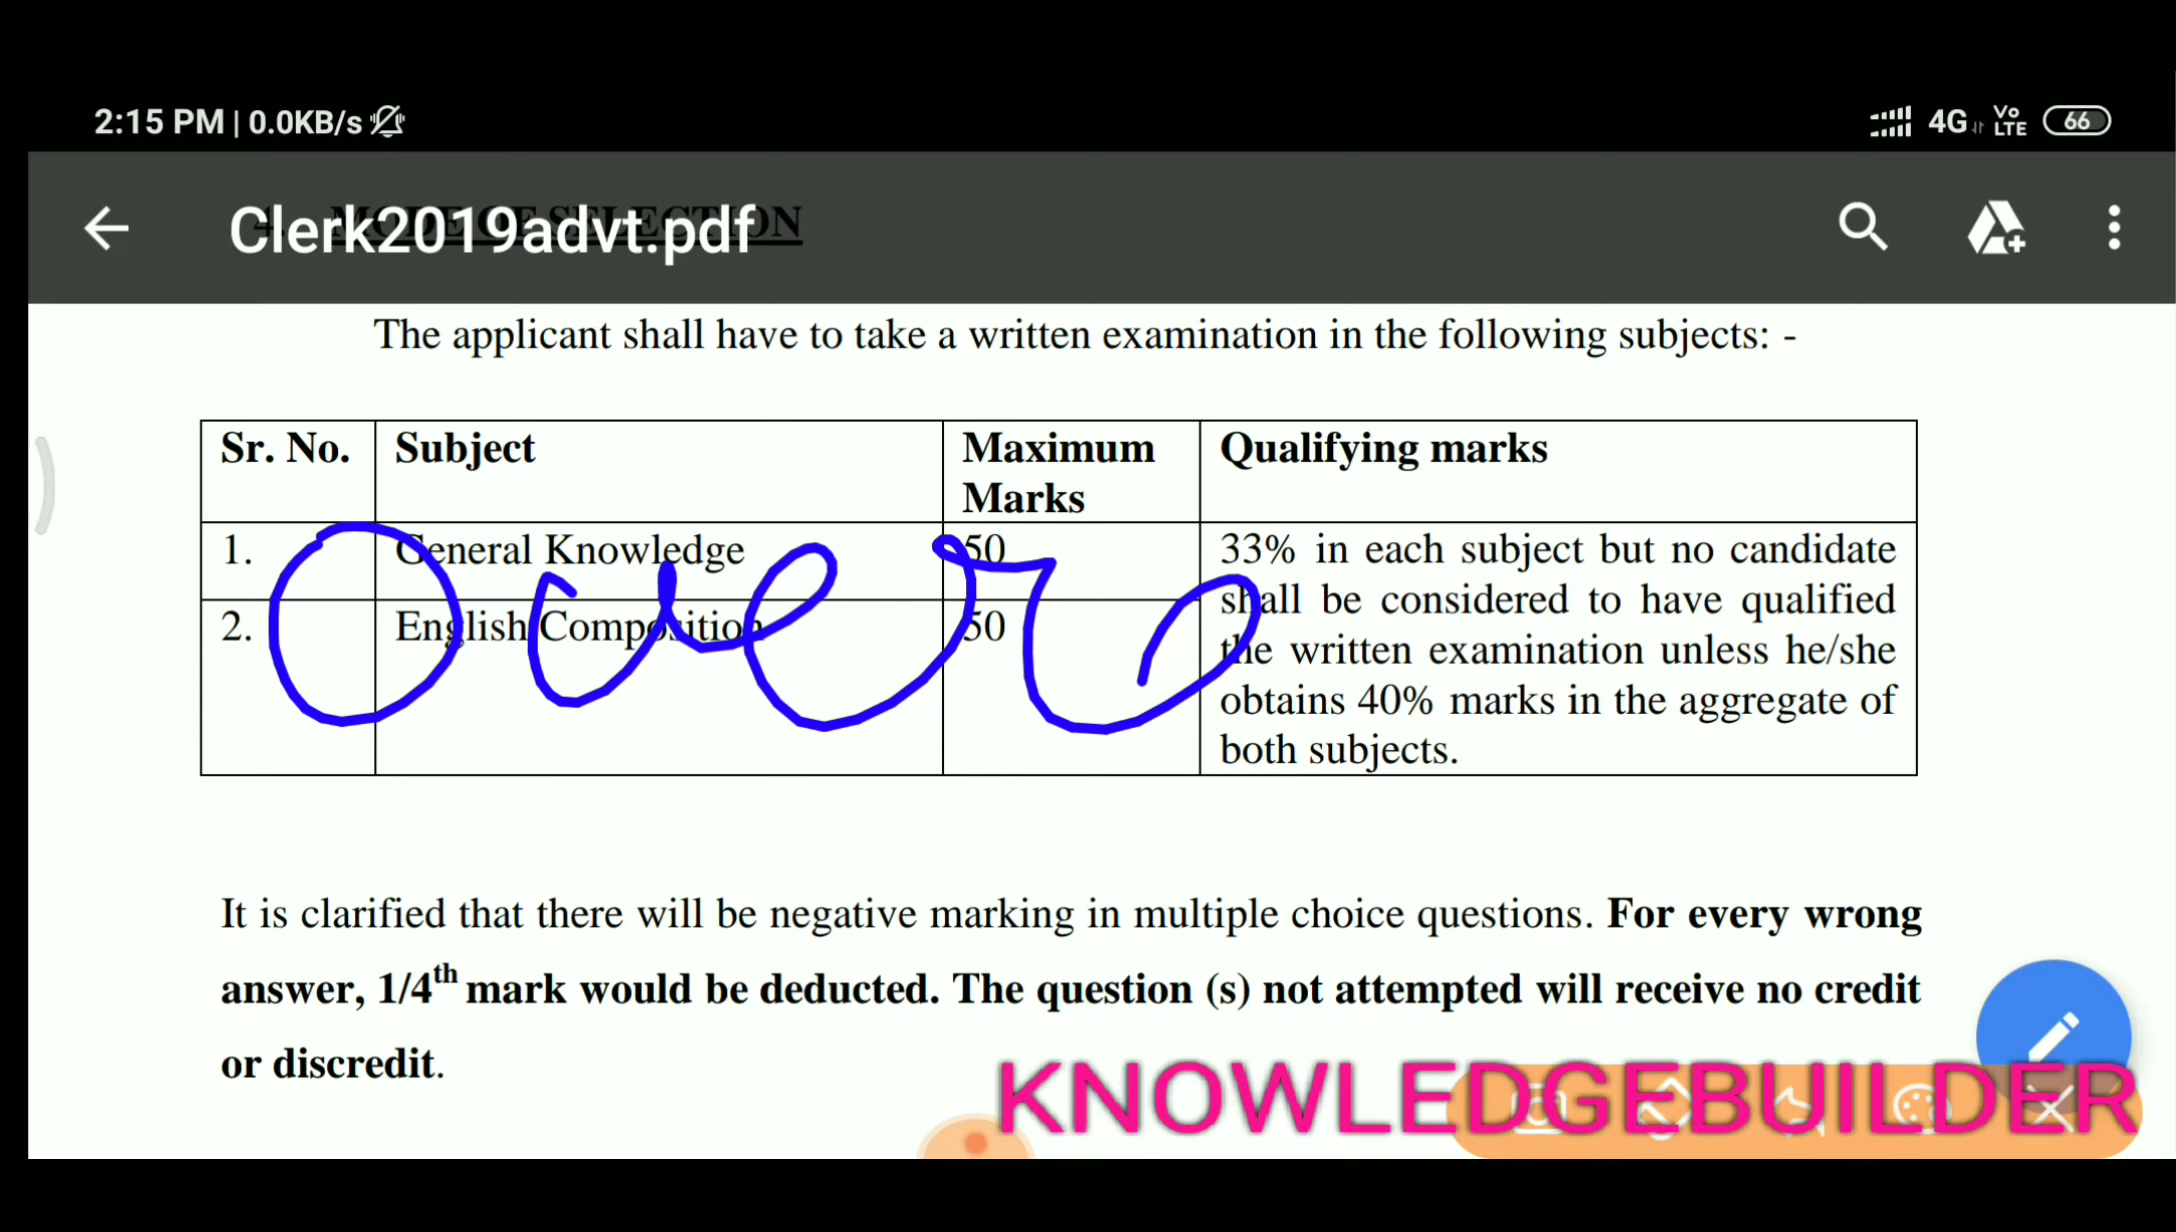 2:15 PM | 0.0KB/s
4G Vo LTE 66
MODE OF SELECTION
Clerk2019advt.pdf
The applicant shall have to take a written examination in the following subjects: -
Sr. No. Subject Maximum Marks Qualifying marks
1. General Knowledge 50
2. English Composition 50
33% in each subject but no candidate
shall be considered to have qualified
the written examination unless he/she
obtains 40% marks in the aggregate of
both subjects.
It is clarified that there will be negative marking in multiple choice questions. For every wrong
answer, 1/4th mark would be deducted. The question (s) not attempted will receive no credit
or discredit.
KNOWLEDGEBUILDER